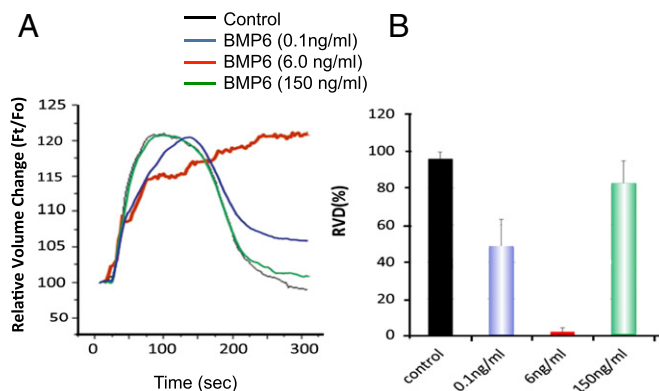 A
Control
BMP6 (0.1ng/ml)
BMP6 (6.0 ng/ml)
BMP6 (150 ng/ml)
Relative Volume Change (Ft/Fo)
125
120
115
110
105
100
50
0
100
200
300
Time (sec)
B
RVD(%)
120
100
80
60
40
20
0
control
0.1ng/ml
6ng/ml
150ng/ml